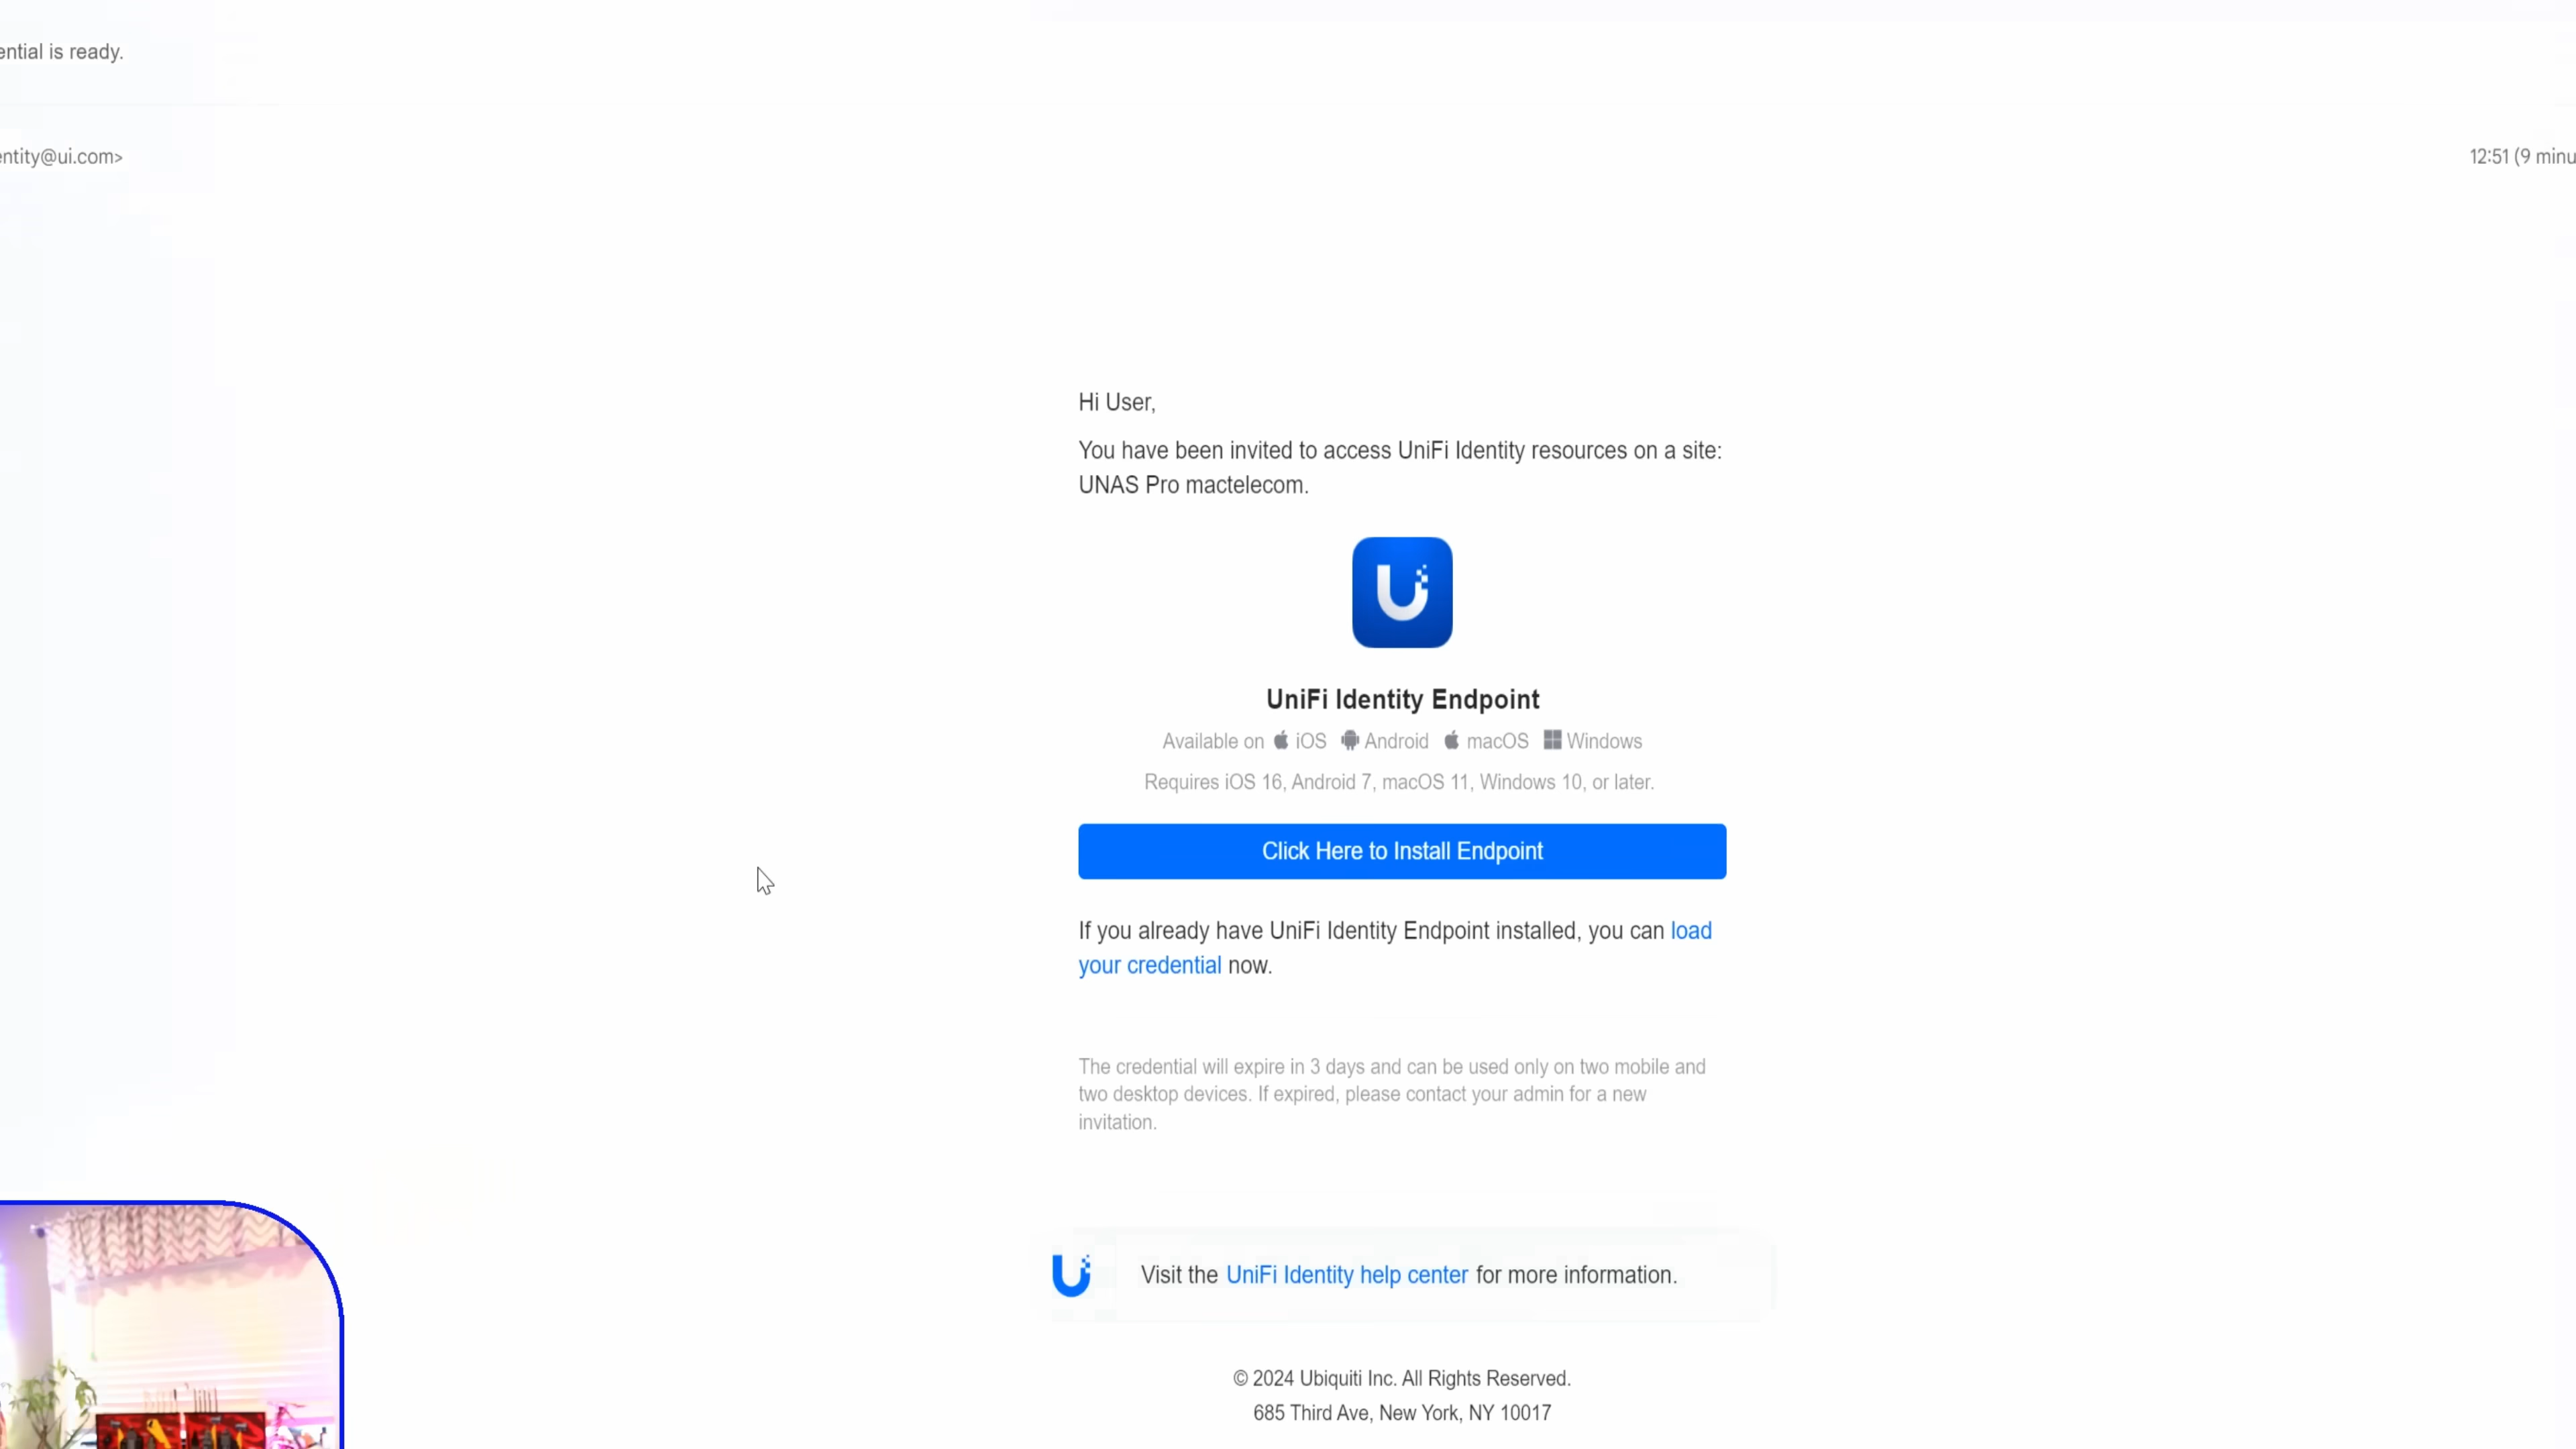 ential is ready.
entity@ui.com>
12:51 (9 minu
Hi User,
You have been invited to access UniFi Identity resources on a site:
UNAS Pro mactelecom.
UniFi Identity Endpoint
Available on iOS Android macOS Windows
Requires iOS 16, Android 7, macOS 11, Windows 10, or later.
Click Here to Install Endpoint
If you already have UniFi Identity Endpoint installed, you can load
your credential now.
The credential will expire in 3 days and can be used only on two mobile and
two desktop devices. If expired, please contact your admin for a new
invitation.
Visit the UniFi Identity help center for more information.
© 2024 Ubiquiti Inc. All Rights Reserved.
685 Third Ave, New York, NY 10017